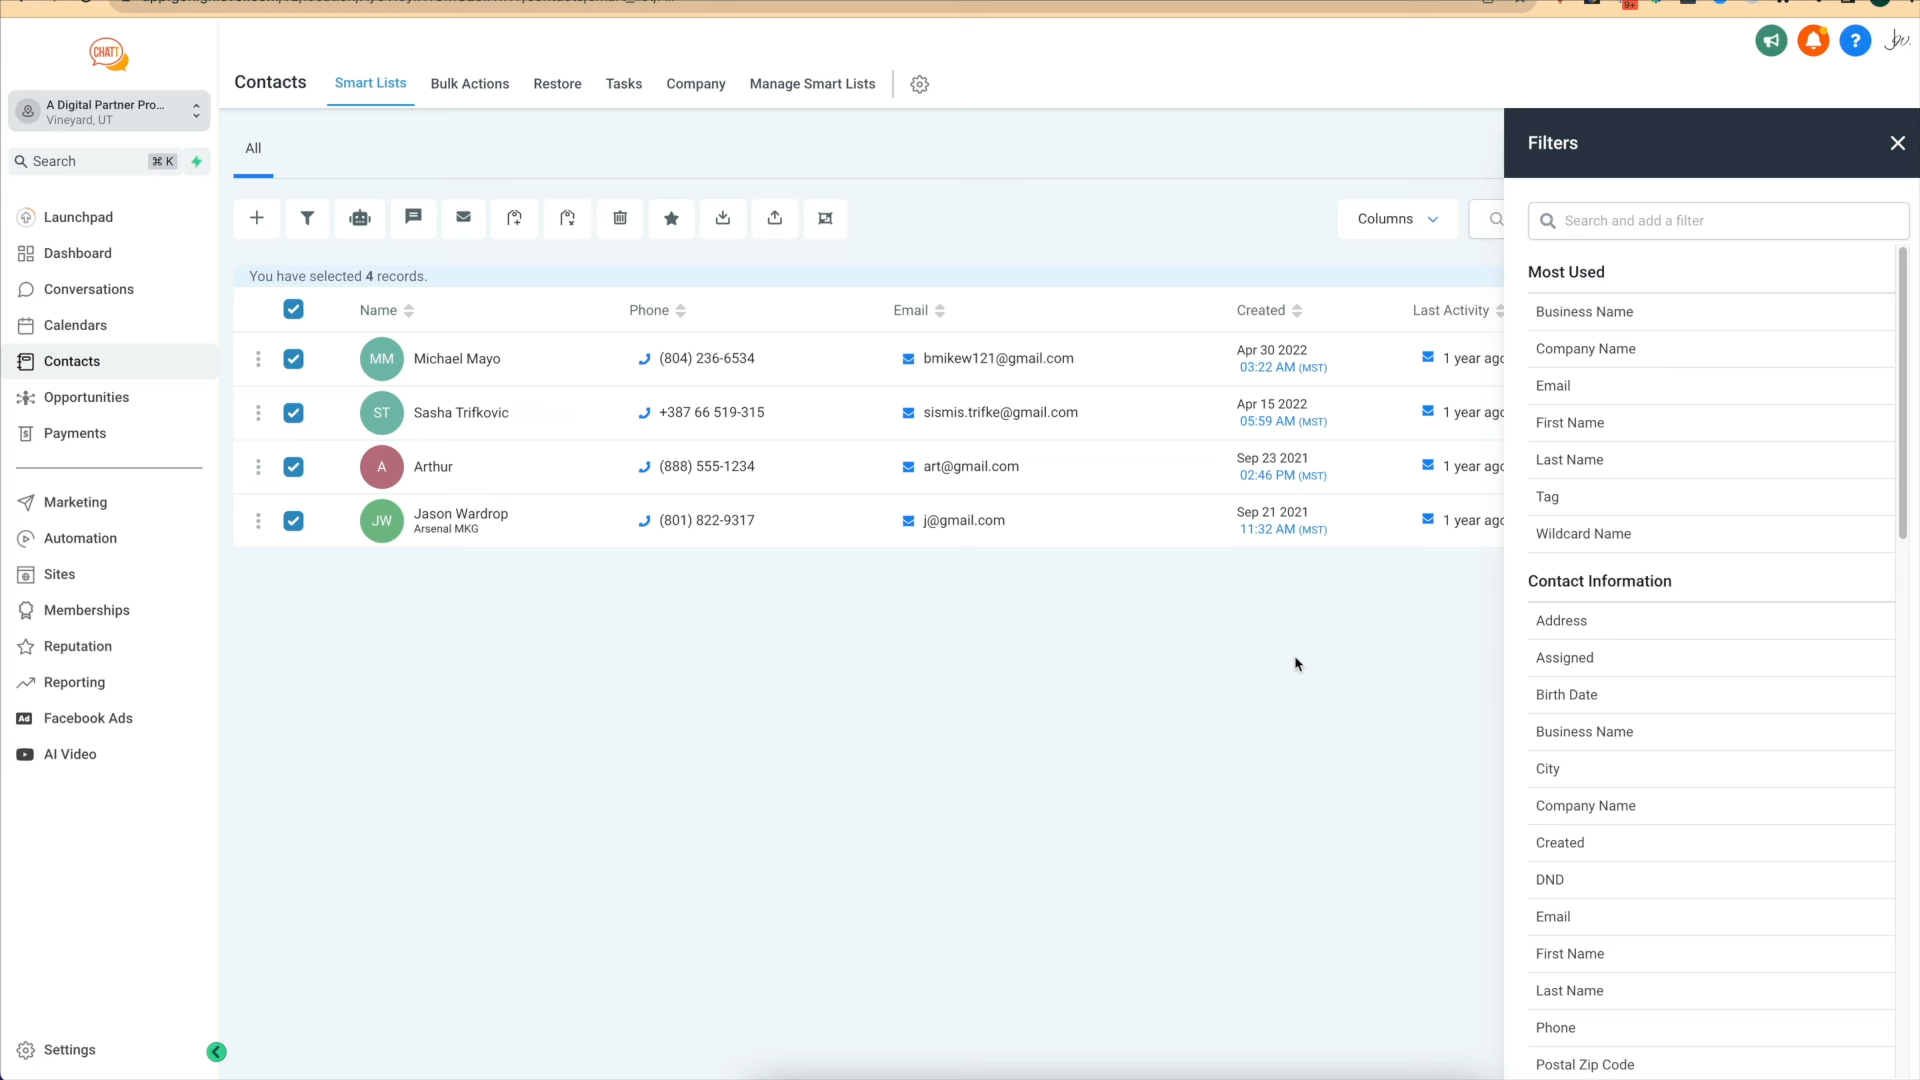 CHATT
A Digital Partner Pro...
Vineyard, UT
Search ⌘ K
Launchpad
Dashboard
Conversations
Calendars
Contacts
Opportunities
Payments
Marketing
Automation
Sites
Memberships
Reputation
Reporting
Ad Facebook Ads
AI Video
Settings
Contacts Smart Lists Bulk Actions Restore Tasks Company Manage Smart Lists
9+
?
All
Columns
You have selected 4 records.
Name Phone Email Created Last Activity
MM Michael Mayo (804) 236-6534 bmikew121@gmail.com Apr 30 2022 03:22 AM (MST) 1 year ago
ST Sasha Trifkovic +387 66 519-315 sismis.trifke@gmail.com Apr 15 2022 05:59 AM (MST) 1 year ago
A Arthur (888) 555-1234 art@gmail.com Sep 23 2021 02:46 PM (MST) 1 year ago
JW Jason Wardrop Arsenal MKG (801) 822-9317 j@gmail.com Sep 21 2021 11:32 AM (MST) 1 year ago
Filters
Search and add a filter
Most Used
Business Name
Company Name
Email
First Name
Last Name
Tag
Wildcard Name
Contact Information
Address
Assigned
Birth Date
Business Name
City
Company Name
Created
DND
Email
First Name
Last Name
Phone
Postal Zip Code